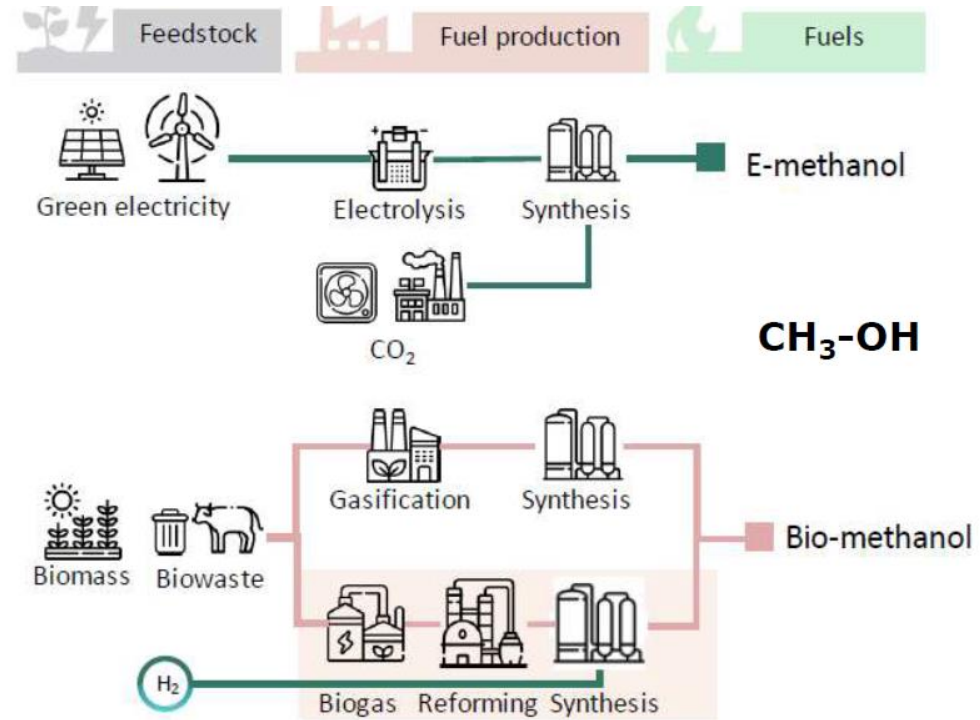 Feedstock
Fuel production
Fuels
Green electricity
Electrolysis
Synthesis
E-methanol
CO₂
CH₃-OH
Gasification
Synthesis
Biomass
Biowaste
Bio-methanol
H₂
Biogas
Reforming
Synthesis